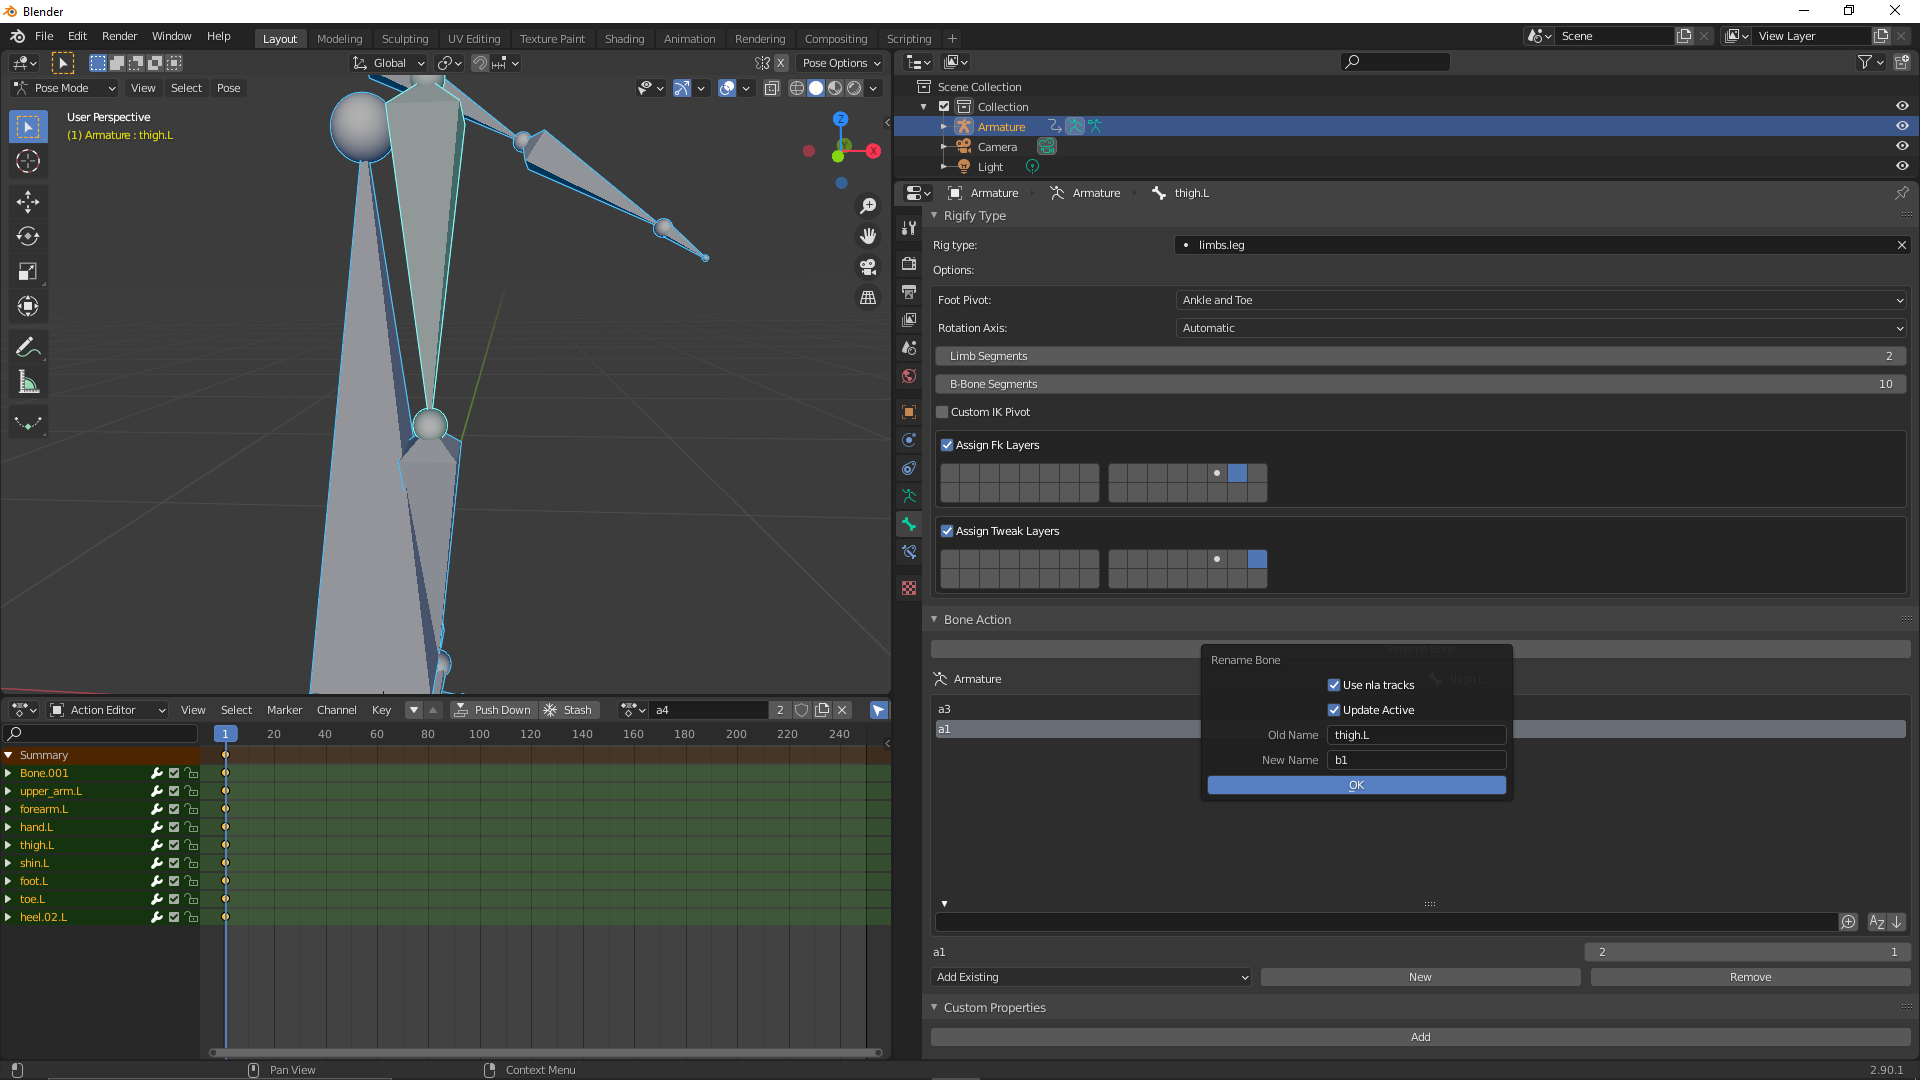 Blender
File Edit Render Window Help Layout Modeling Sculpting UV Editing Texture Paint Shading Animation Rendering Compositing Scripting + Scene View Layer
Global X Pose Options
Pose Mode View Select Pose
User Perspective
(1) Armature : thigh.L
Z
Y
X
Scene Collection
Collection
Armature
Camera
Light
Armature Armature thigh.L
Rigify Type
Rig type: limbs.leg
Options:
Foot Pivot: Ankle and Toe
Rotation Axis: Automatic
Limb Segments 2
B-Bone Segments 10
Custom IK Pivot
Assign Fk Layers
Assign Tweak Layers
Bone Action
Rename Bone
Rename Bone
Armature thigh.L
Use nla tracks
a3
Update Active
a1
Old Name thigh.L
New Name b1
OK
AZ
a1 2 1
Add Existing New Remove
Custom Properties
Add
Action Editor View Select Marker Channel Key Push Down Stash a4 2
1 20 40 60 80 100 120 140 160 180 200 220 240
Summary
Bone.001
upper_arm.L
forearm.L
hand.L
thigh.L
shin.L
foot.L
toe.L
heel.02.L
Pan View Context Menu 2.90.1